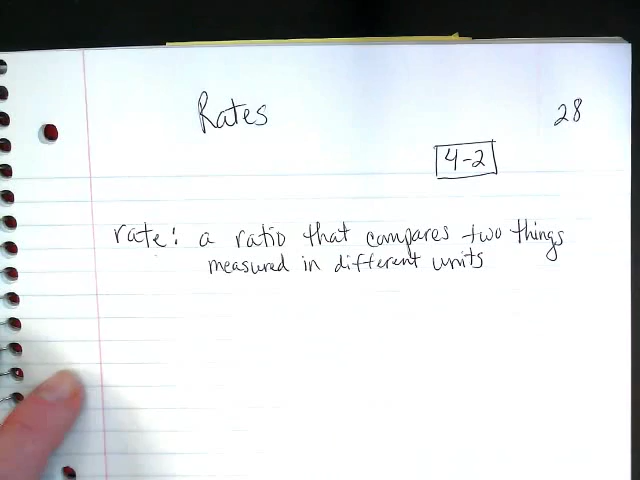 Rates
28
4-2
rate: a ratio that compares two things
measured in different units